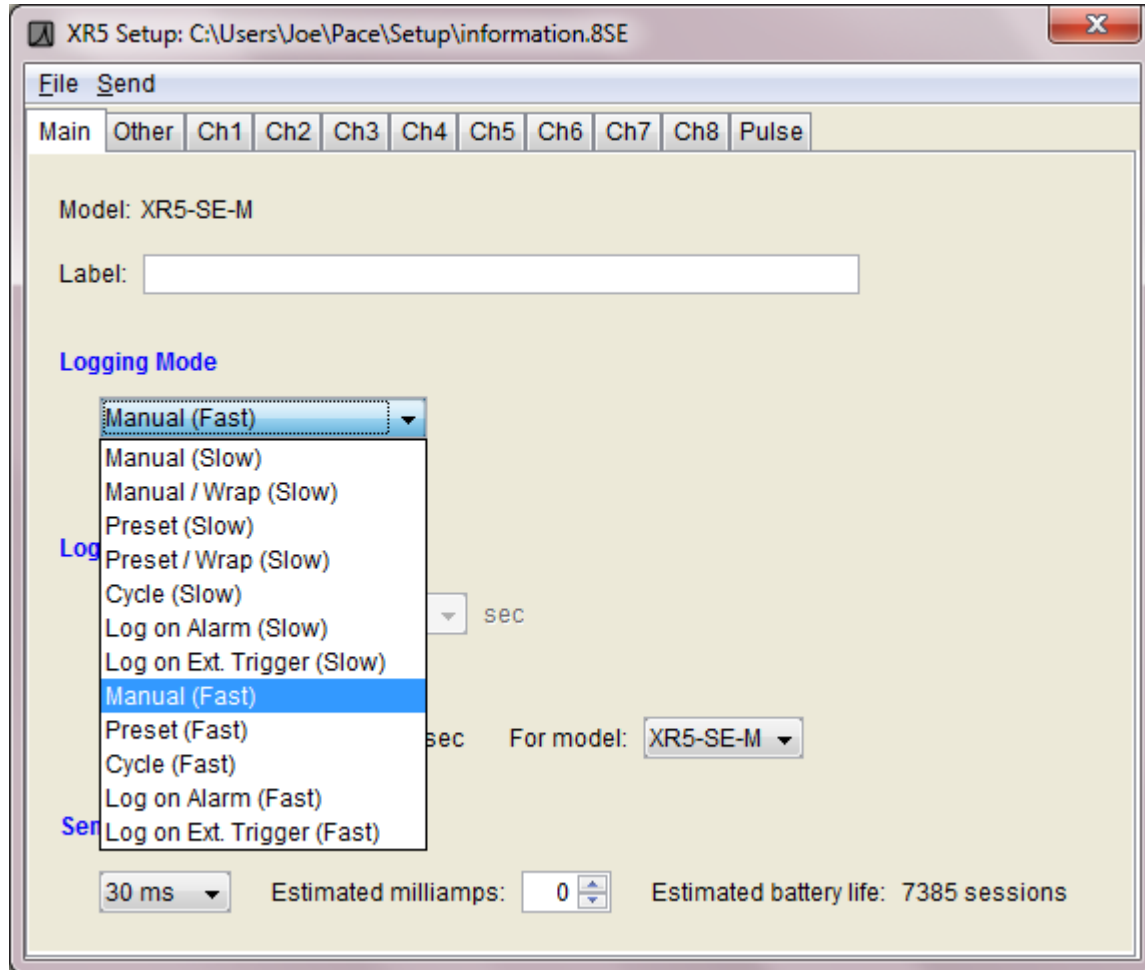 XR5 Setup: C:\Users\Joe\Pace\Setup\information.8SE
File Send
Main Other Ch1 Ch2 Ch3 Ch4 Ch5 Ch6 Ch7 Ch8 Pulse
Model: XR5-SE-M
Label:
Logging Mode
Manual (Fast)
Manual (Slow)
Manual / Wrap (Slow)
Preset (Slow)
Log
Preset / Wrap (Slow)
Cycle (Slow)
sec
Log on Alarm (Slow)
Log on Ext. Trigger (Slow)
Manual (Fast)
Preset (Fast)
sec For model: XR5-SE-M
Cycle (Fast)
Log on Alarm (Fast)
Sen
Log on Ext. Trigger (Fast)
30 ms Estimated milliamps: 0 Estimated battery life: 7385 sessions